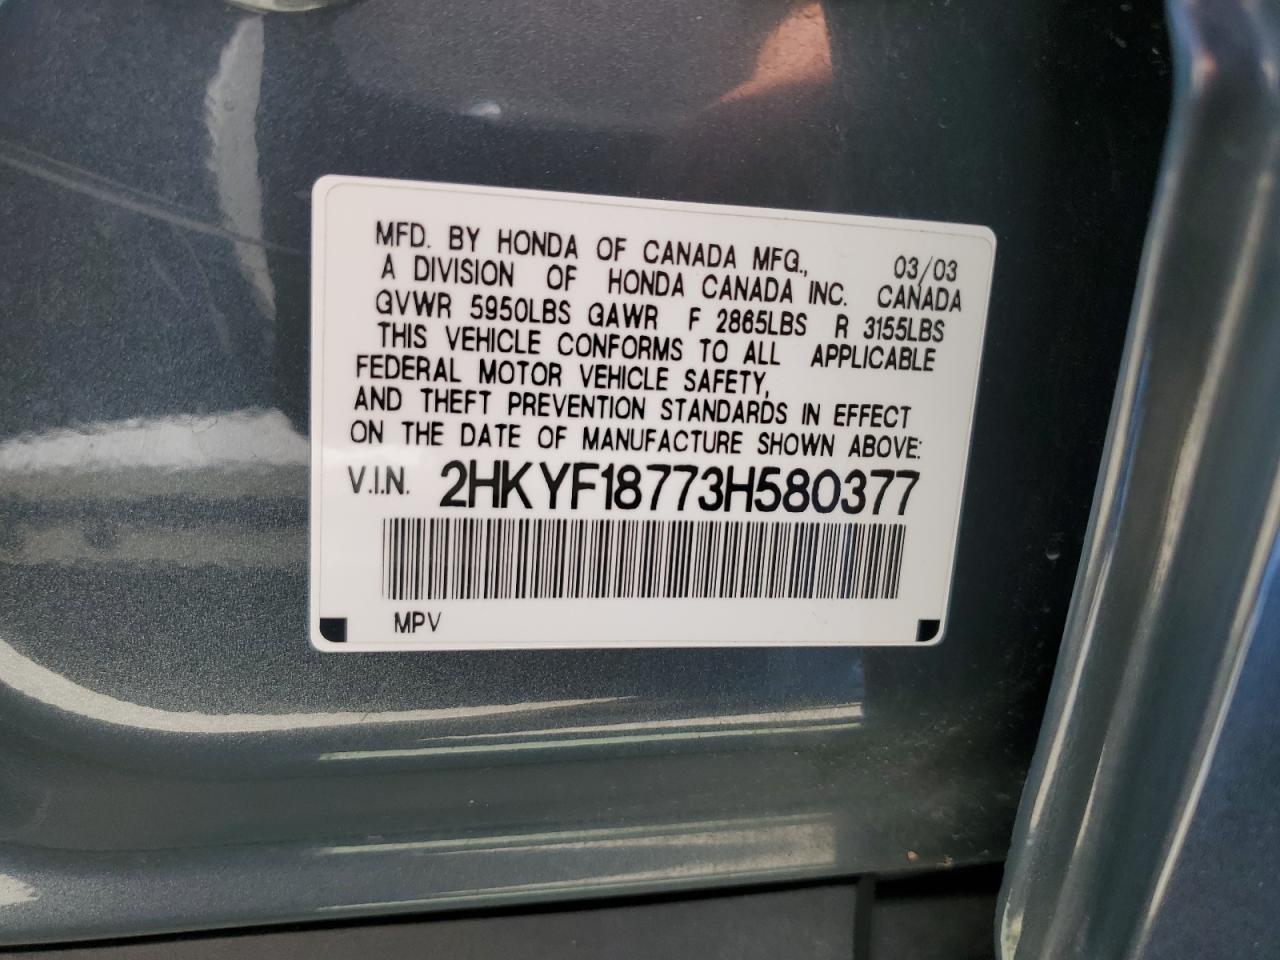 MFD. BY HONDA OF CANADA MFG., 03/03
A DIVISION OF HONDA CANADA INC. CANADA
GVWR 5950LBS GAWR F 2865LBS R 3155LBS
THIS VEHICLE CONFORMS TO ALL APPLICABLE
FEDERAL MOTOR VEHICLE SAFETY,
AND THEFT PREVENTION STANDARDS IN EFFECT
ON THE DATE OF MANUFACTURE SHOWN ABOVE:
V.I.N. 2HKYF18773H580377
MPV